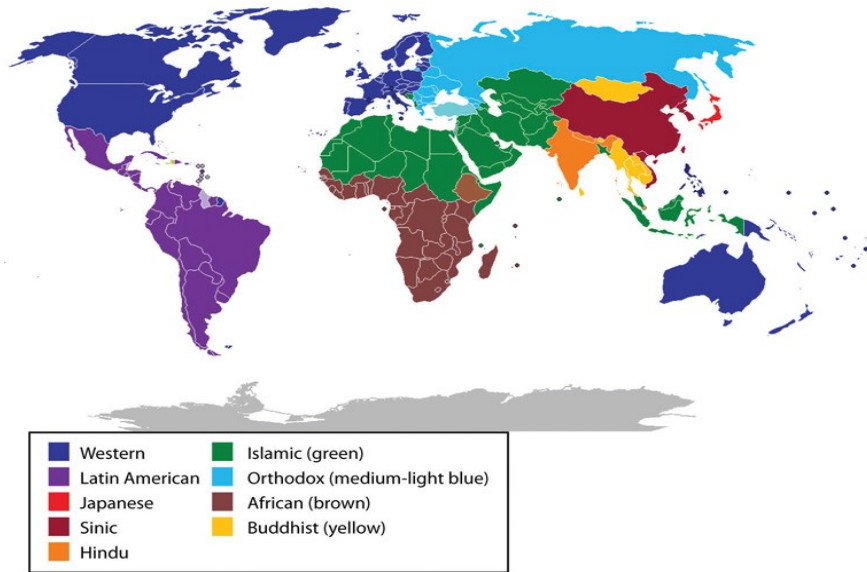 Western
Latin American
Japanese
Sinic
Hindu
Islamic (green)
Orthodox (medium-light blue)
African (brown)
Buddhist (yellow)